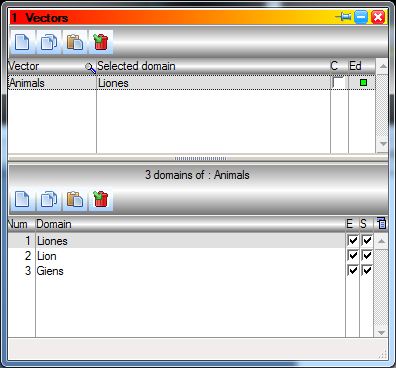 1 Vectors
Vector Selected domain C Ed
Animals Liones
3 domains of : Animals
Num Domain E S
1 Liones
2 Lion
3 Giens